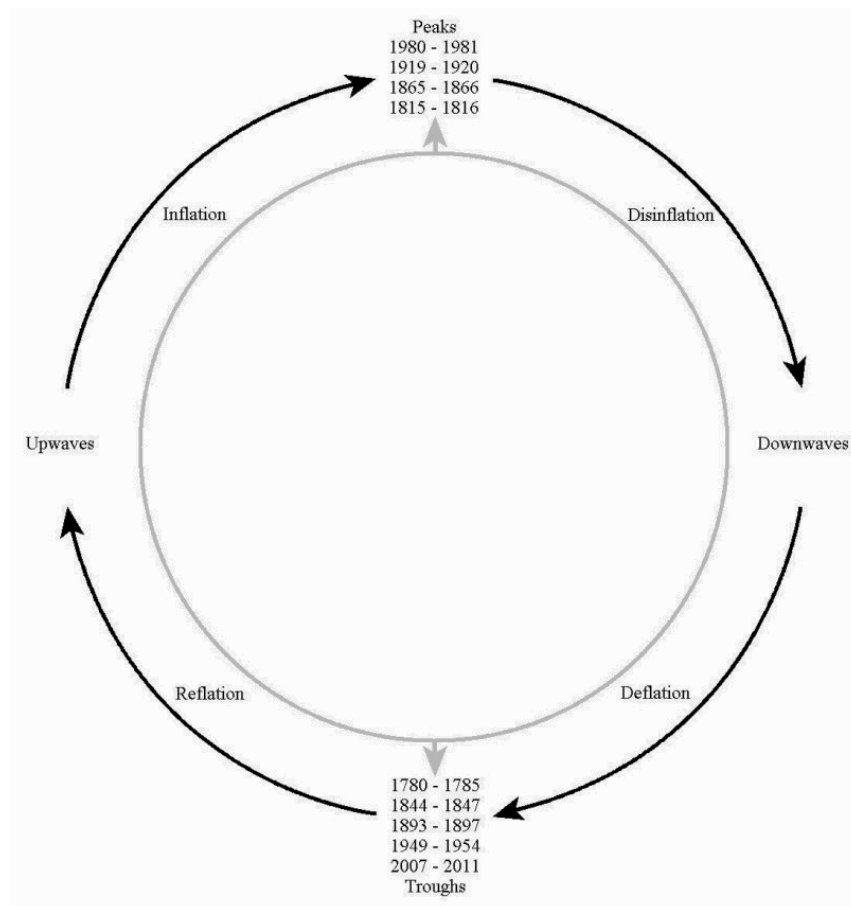 Peaks
1980 - 1981
1919 - 1920
1865 - 1866
1815 - 1816
Inflation
Disinflation
Upwaves
Downwaves
Reflation
Deflation
1780 - 1785
1844 - 1847
1893 - 1897
1949 - 1954
2007 - 2011
Troughs